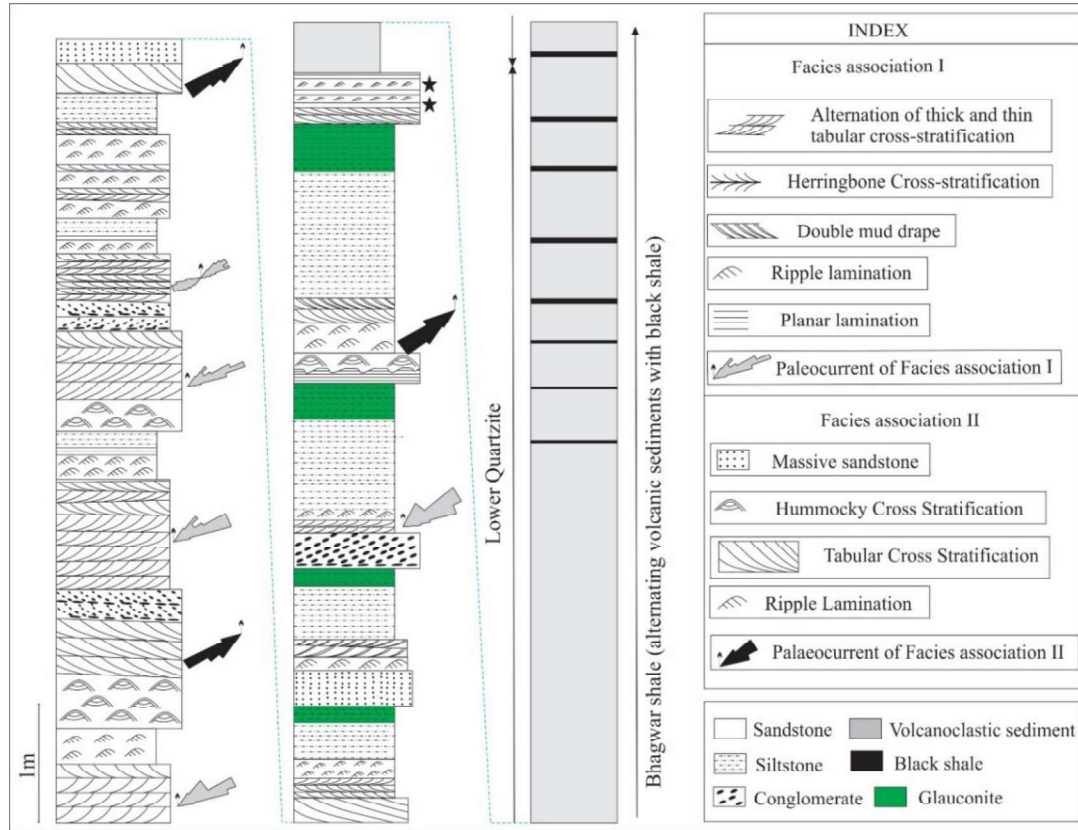 1m
Lower Quartzite
Bhagwar shale (alternating volcanic sediments with black shale)
INDEX
Facies association I
Alternation of thick and thin
tabular cross-stratification
Herringbone Cross-stratification
Double mud drape
Ripple lamination
Planar lamination
Paleocurrent of Facies association I
Facies association II
Massive sandstone
Hummocky Cross Stratification
Tabular Cross Stratification
Ripple Lamination
Palaeocurrent of Facies association II
Sandstone
Volcanoclastic sediment
Siltstone
Black shale
Conglomerate
Glauconite